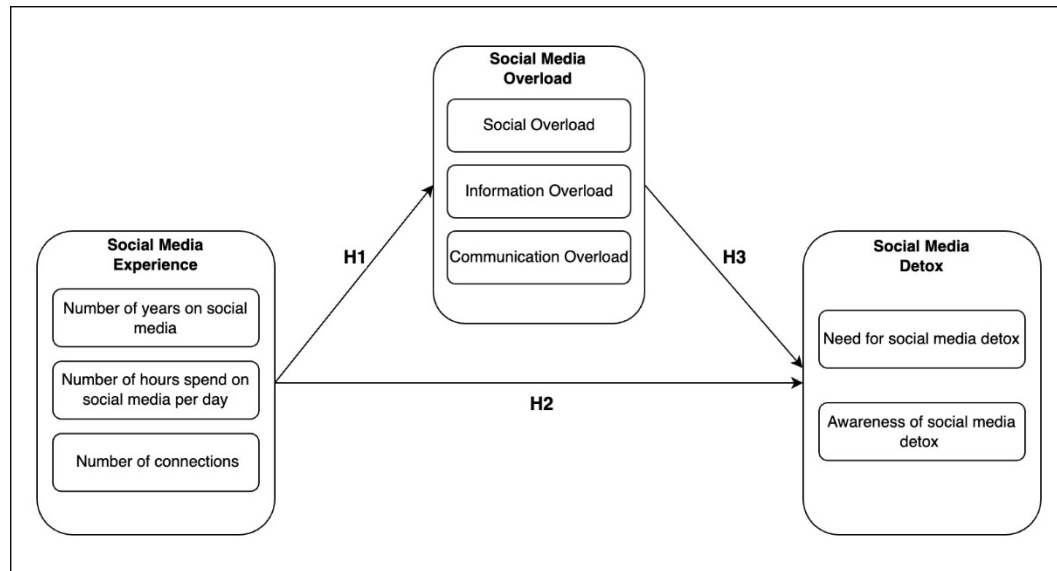 Social Media
Overload
Social Overload
Information Overload
Communication Overload
H1
H3
Social Media
Experience
Number of years on social
media
Number of hours spend on
social media per day
Number of connections
H2
Social Media
Detox
Need for social media detox
Awareness of social media
detox